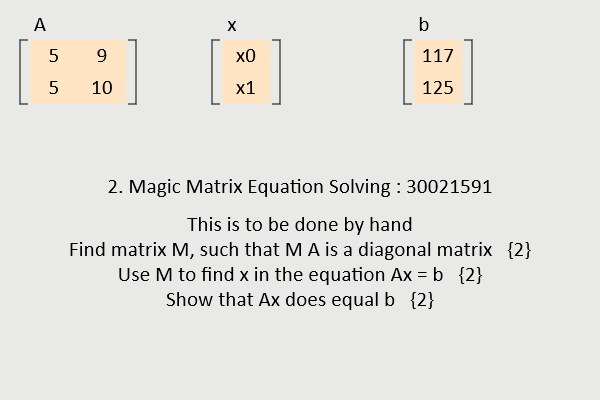 A x b
5 9 x0 117
5 10 x1 125
2. Magic Matrix Equation Solving : 30021591
This is to be done by hand
Find matrix M, such that M A is a diagonal matrix {2}
Use M to find x in the equation Ax = b {2}
Show that Ax does equal b {2}